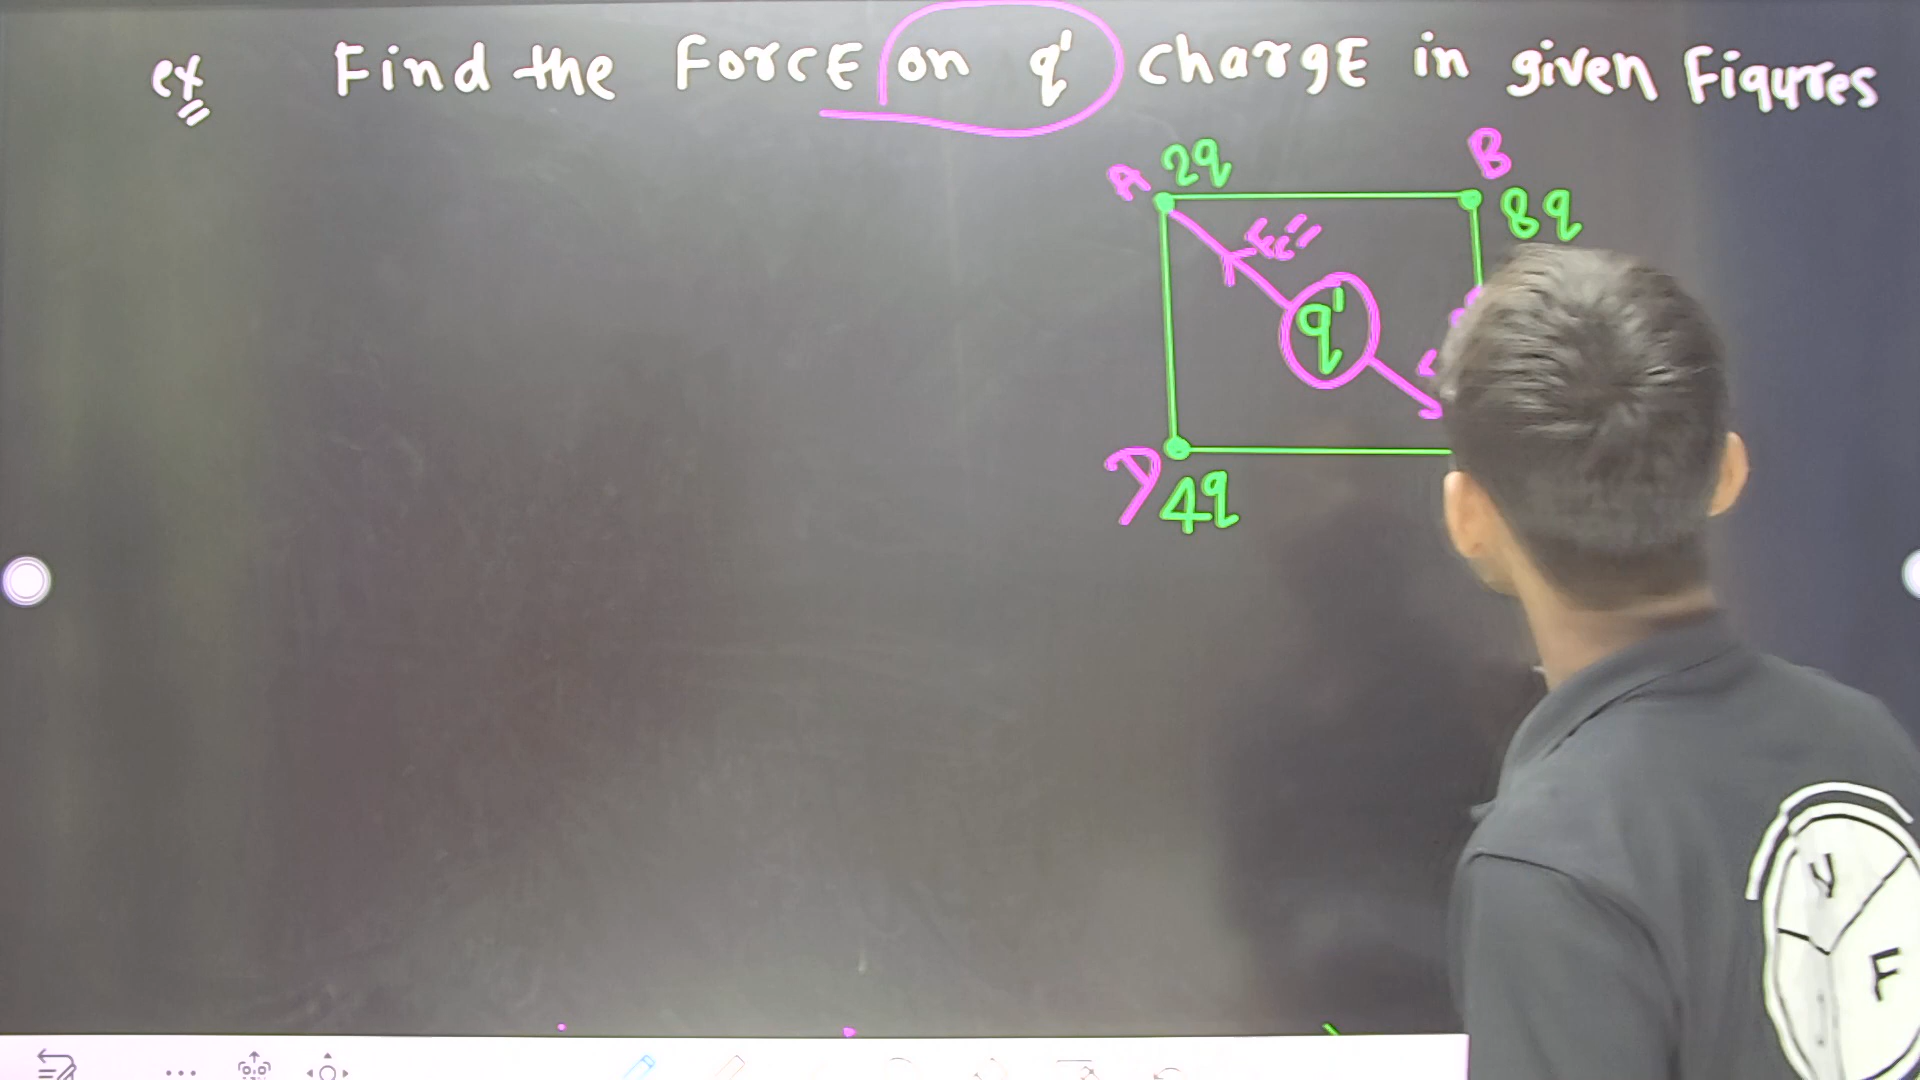 ex Find the ForcE on q' chargE in given Figures
A 2q B
8q
q'
D 4q
V
F